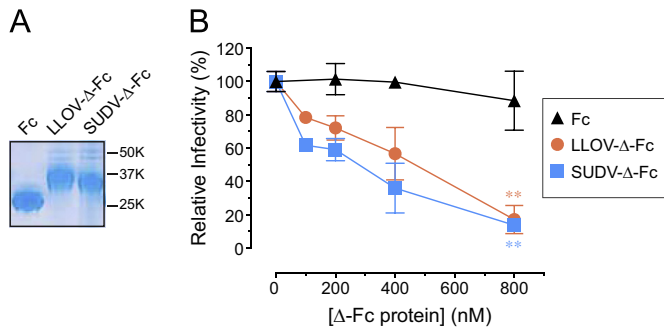 A
B
Fc
LLOV-Δ-Fc
SUDV-Δ-Fc
50K
37K
25K
Relative Infectivity (%)
120
100
80
60
40
20
0
**
**
0 200 400 600 800
[Δ-Fc protein] (nM)
Fc
LLOV-Δ-Fc
SUDV-Δ-Fc